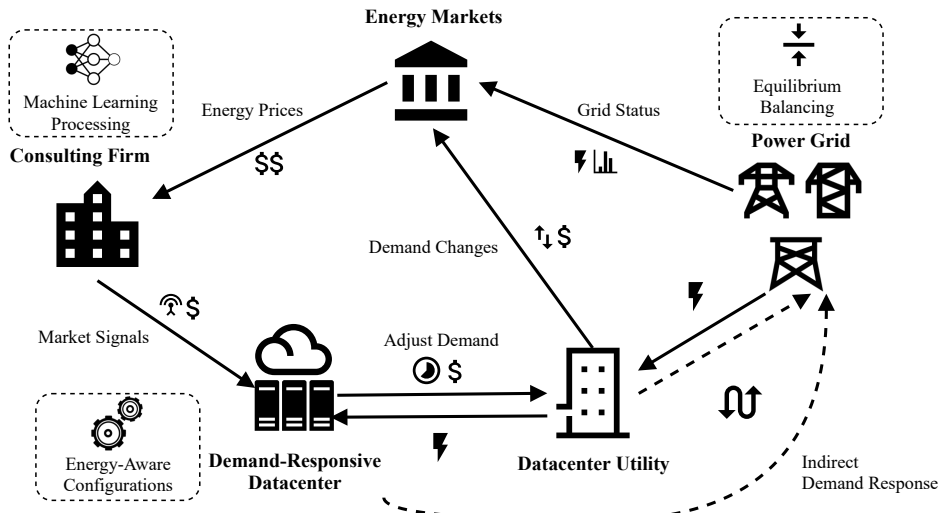 Energy Markets
Machine Learning
Processing
Consulting Firm
Energy Prices
$$
Grid Status
Equilibrium
Balancing
Power Grid
Demand Changes
$
Market Signals
$
Adjust Demand
$
Energy-Aware
Configurations
Demand-Responsive
Datacenter
Datacenter Utility
Indirect
Demand Response